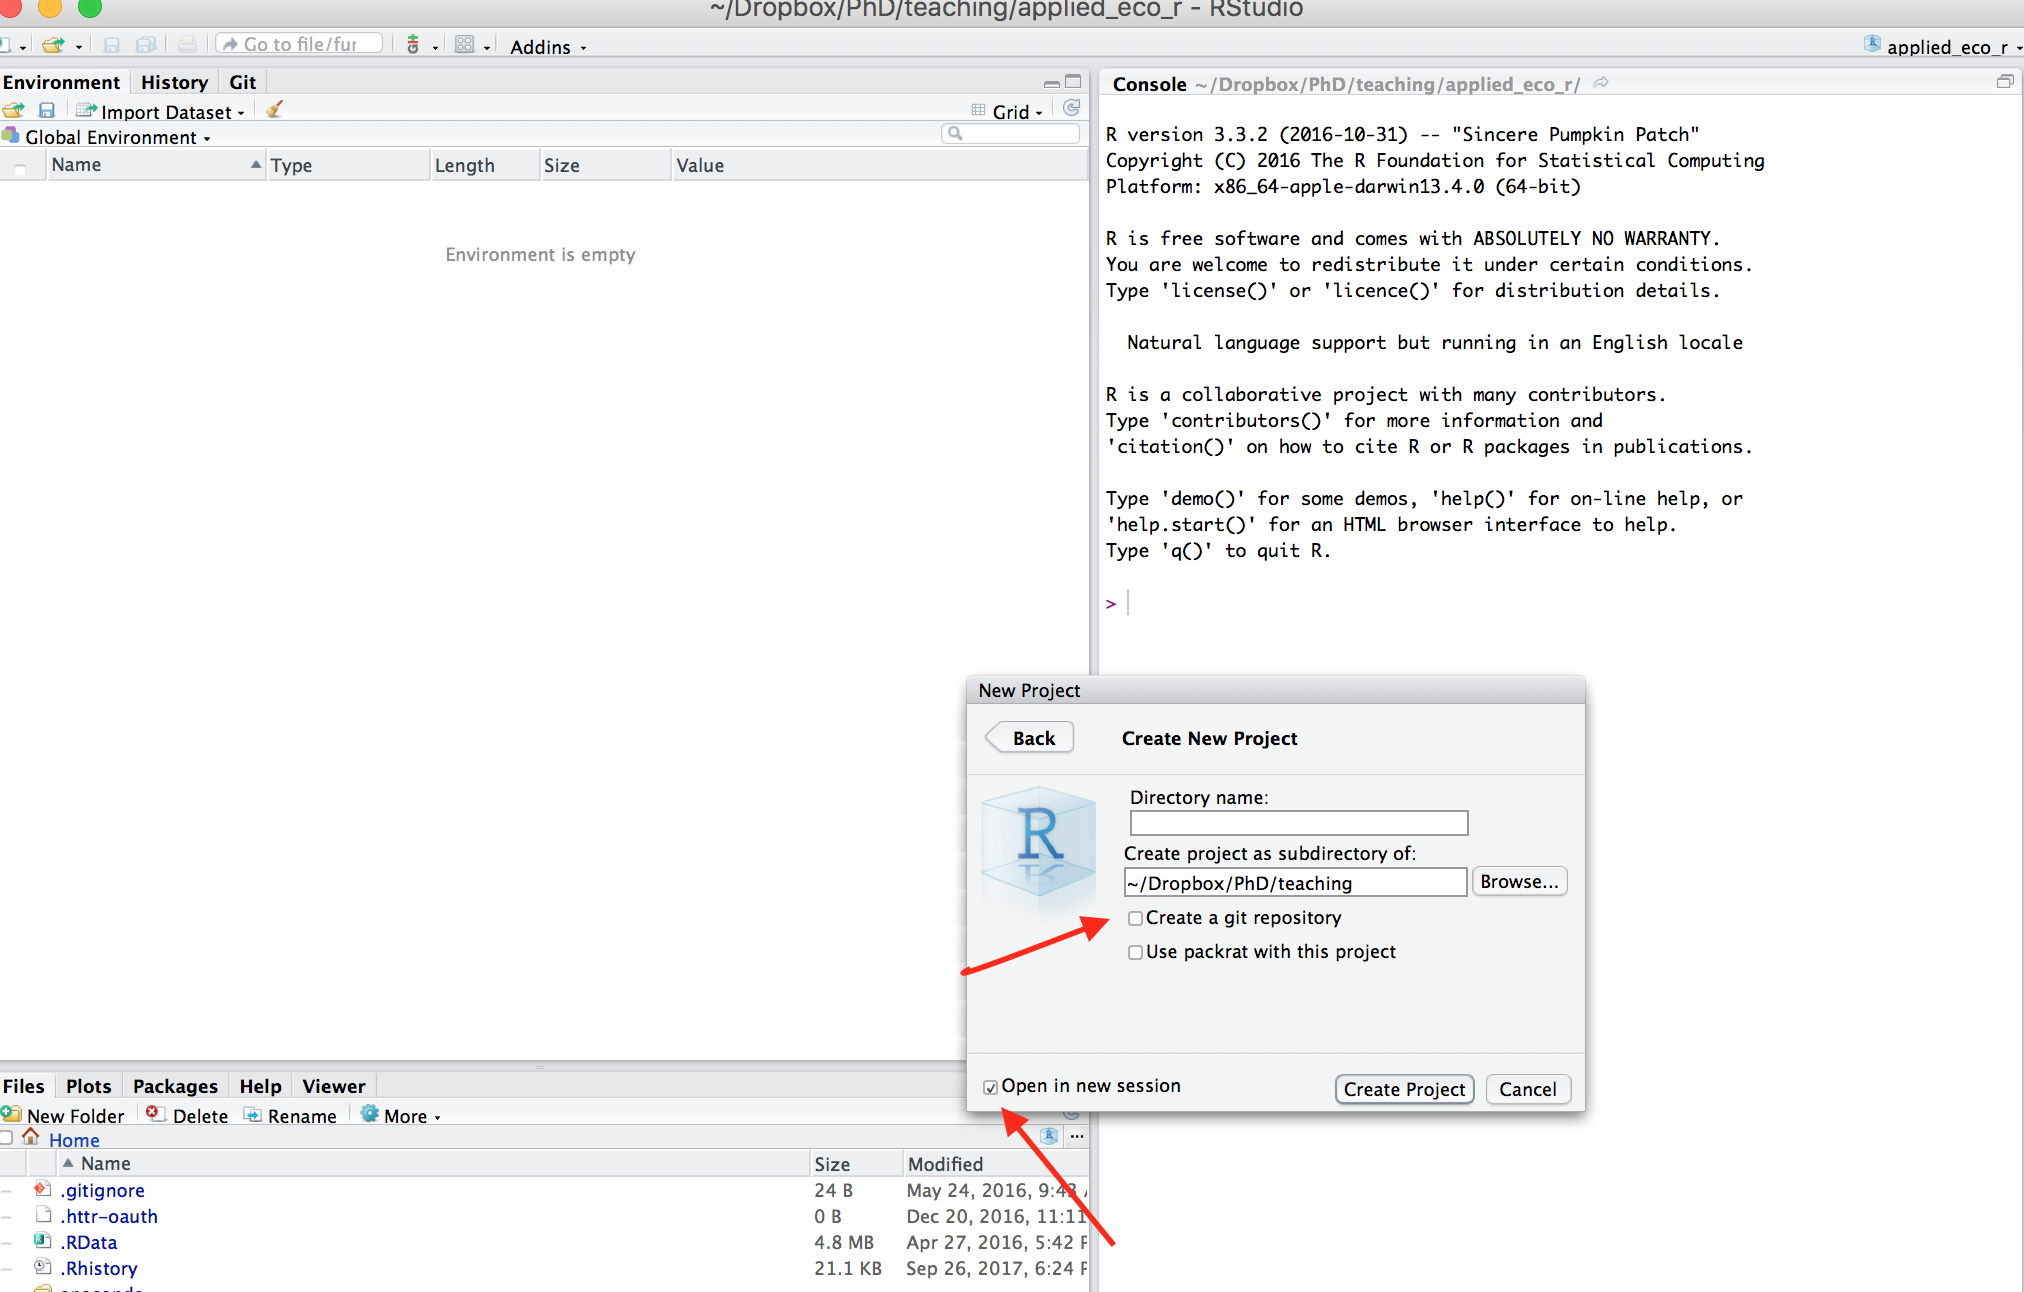 ~/Dropbox/PhD/teaching/applied_eco_r - RStudio
Go to file/fur
Addins
applied_eco_r
Environment History Git
Import Dataset
Grid
Global Environment
Name Type Length Size Value
Environment is empty
Console ~/Dropbox/PhD/teaching/applied_eco_r/
R version 3.3.2 (2016-10-31) -- "Sincere Pumpkin Patch"
Copyright (C) 2016 The R Foundation for Statistical Computing
Platform: x86_64-apple-darwin13.4.0 (64-bit)
R is free software and comes with ABSOLUTELY NO WARRANTY.
You are welcome to redistribute it under certain conditions.
Type 'license()' or 'licence()' for distribution details.
Natural language support but running in an English locale
R is a collaborative project with many contributors.
Type 'contributors()' for more information and
'citation()' on how to cite R or R packages in publications.
Type 'demo()' for some demos, 'help()' for on-line help, or
'help.start()' for an HTML browser interface to help.
Type 'q()' to quit R.
>
New Project
Back
Create New Project
R
Directory name:
Create project as subdirectory of:
~/Dropbox/PhD/teaching
Browse...
Create a git repository
Use packrat with this project
Open in new session
Create Project
Cancel
Files Plots Packages Help Viewer
New Folder Delete Rename More
Home
Name Size Modified
.gitignore 24 B May 24, 2016, 9:43
.httr-oauth 0 B Dec 20, 2016, 11:11
.RData 4.8 MB Apr 27, 2016, 5:42 P
.Rhistory 21.1 KB Sep 26, 2017, 6:24 P